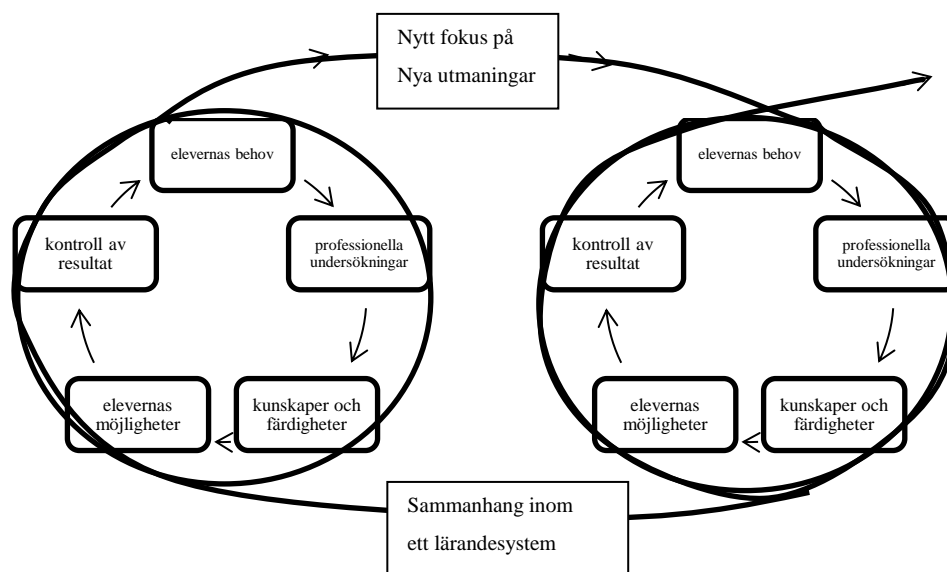 Nytt fokus på
Nya utmaningar
elevernas behov
professionella
undersökningar
kunskaper och
färdigheter
elevernas
möjligheter
kontroll av
resultat
elevernas behov
professionella
undersökningar
kunskaper och
färdigheter
elevernas
möjligheter
kontroll av
resultat
Sammanhang inom
ett lärandesystem